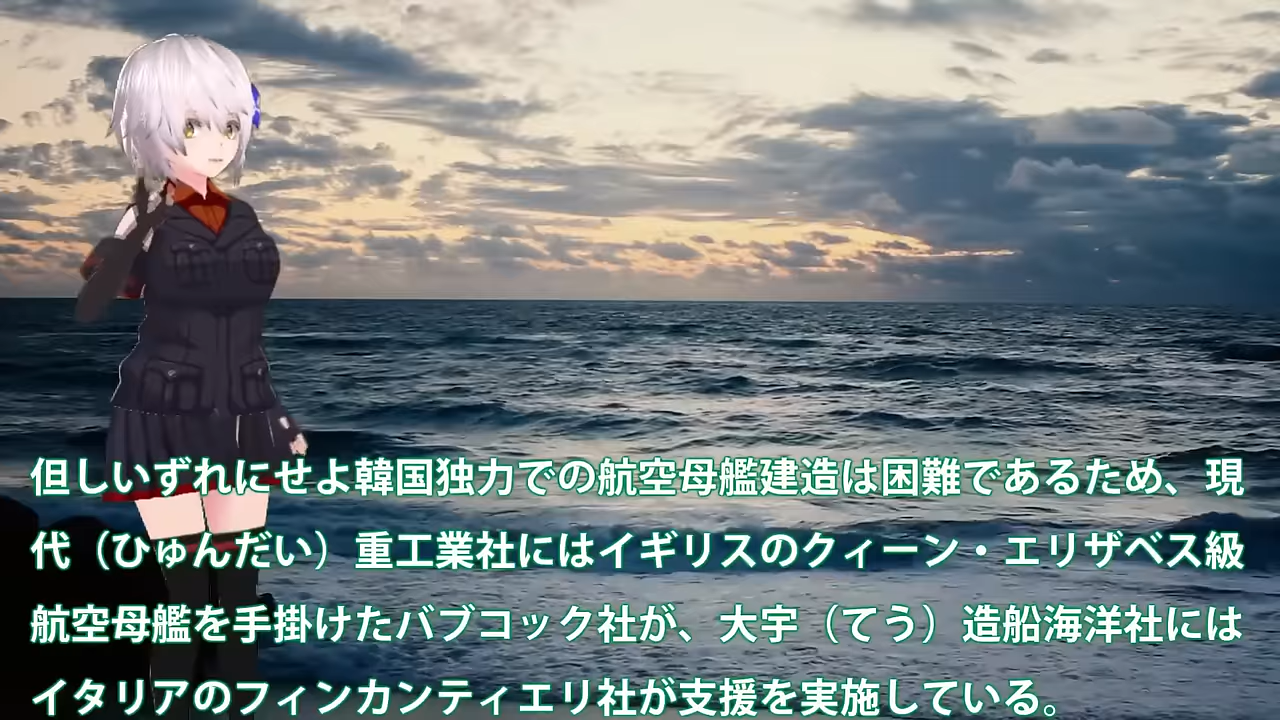 但しいずれにせよ韓国独力での航空母艦建造は困難であるため、現
代（ひゅんだい）重工業社にはイギリスのクィーン・エリザベス級
航空母艦を手掛けたバブコック社が、大宇（てう）造船海洋社には
イタリアのフィンカンティエリ社が支援を実施している。